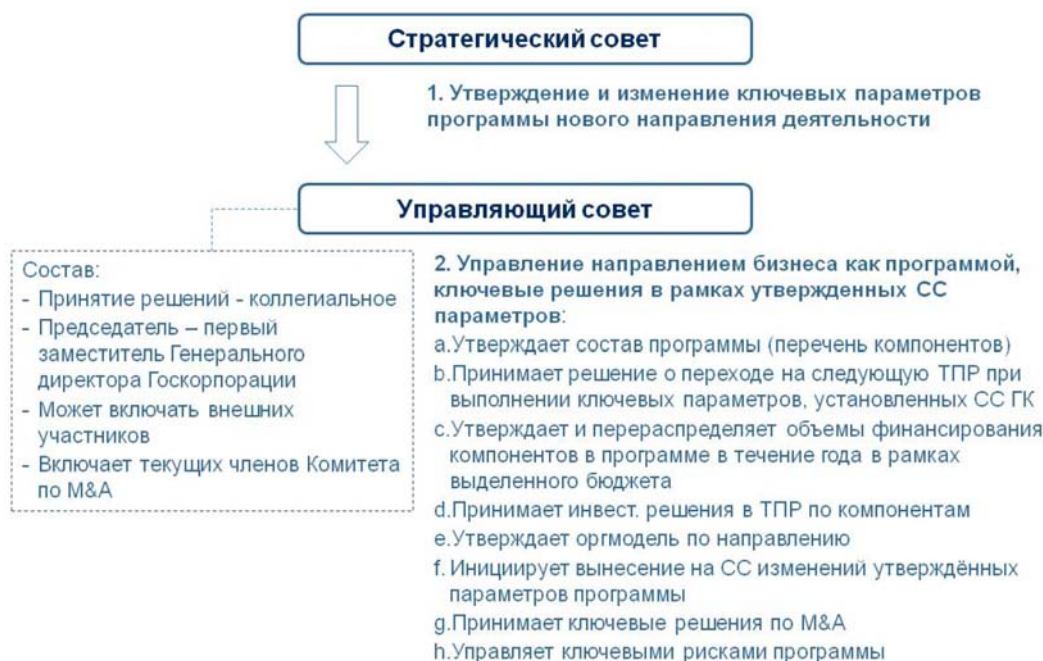 Стратегический совет
1. Утверждение и изменение ключевых параметров
программы нового направления деятельности
Управляющий совет
Состав:
- Принятие решений - коллегиальное
- Председатель – первый
заместитель Генерального
директора Госкорпорации
- Может включать внешних
участников
- Включает текущих членов Комитета
по M&A
2. Управление направлением бизнеса как программой,
ключевые решения в рамках утвержденных СС
параметров:
a.Утверждает состав программы (перечень компонентов)
b.Принимает решение о переходе на следующую ТПР при
выполнении ключевых параметров, установленных СС ГК
c.Утверждает и перераспределяет объемы финансирования
компонентов в программе в течение года в рамках
выделенного бюджета
d.Принимает инвест. решения в ТПР по компонентам
e.Утверждает оргмодель по направлению
f. Инициирует вынесение на СС изменений утверждённых
параметров программы
g.Принимает ключевые решения по M&A
h.Управляет ключевыми рисками программы